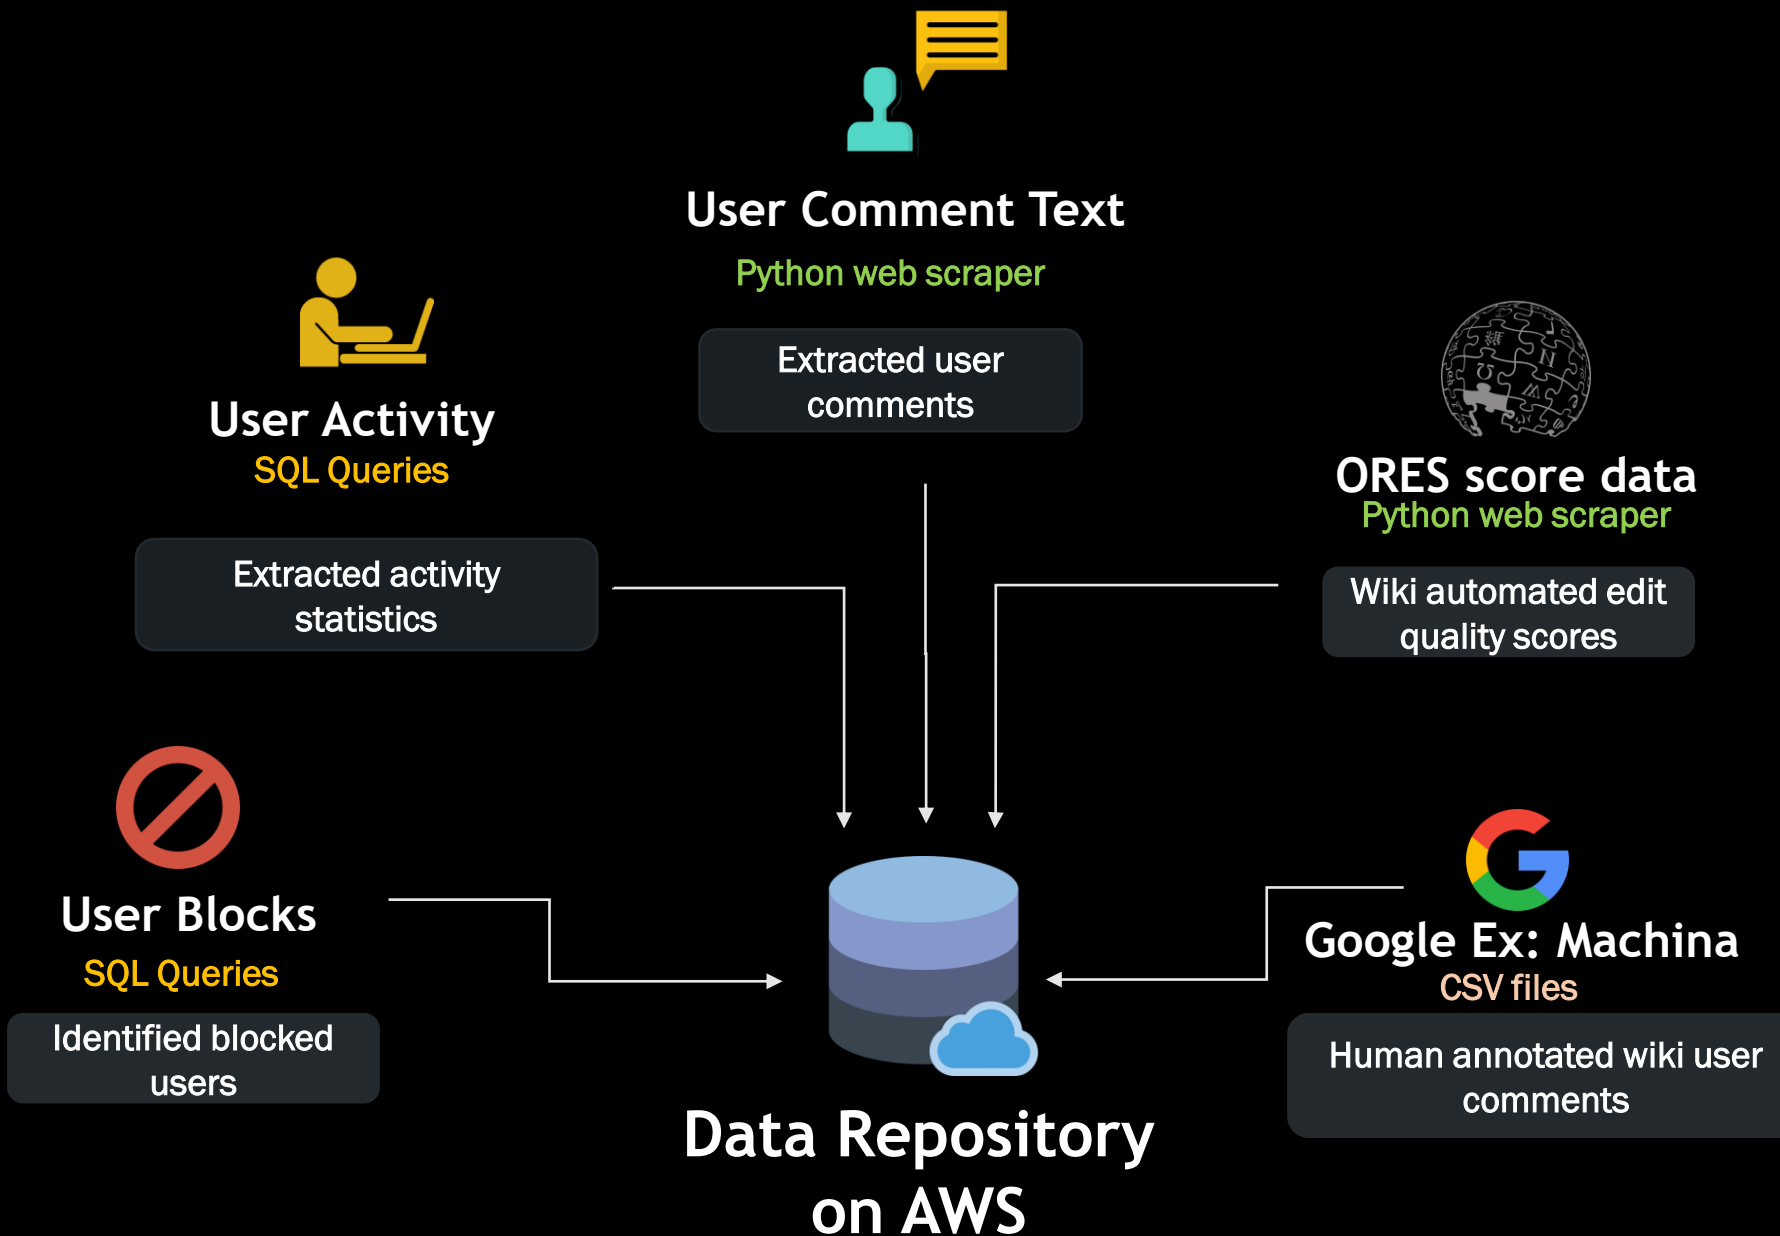 User Comment Text
Python web scraper
Extracted user
comments
User Activity
SQL Queries
Extracted activity
statistics
ORES score data
Python web scraper
Wiki automated edit
quality scores
User Blocks
SQL Queries
Identified blocked
users
Google Ex: Machina
CSV files
Human annotated wiki user
comments
Data Repository
on AWS